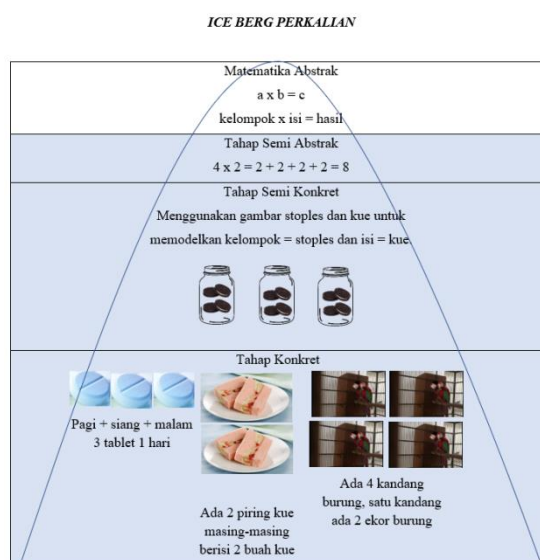 ICE BERG PERKALIAN
Matematika Abstrak
a x b = c
kelompok x isi = hasil
Tahap Semi Abstrak
4 x 2 = 2 + 2 + 2 + 2 = 8
Tahap Semi Konkret
Menggunakan gambar stoples dan kue untuk
memodelkan kelompok = stoples dan isi = kue
Tahap Konkret
Pagi + siang + malam
3 tablet 1 hari
Ada 2 piring kue
masing-masing
berisi 2 buah kue
Ada 4 kandang
burung, satu kandang
ada 2 ekor burung